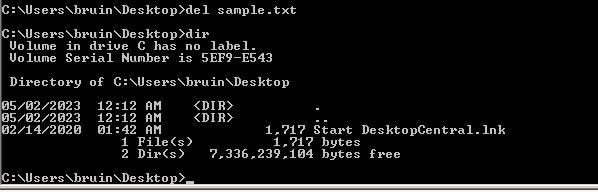 C:\Users\bruin\Desktop>del sample.txt
C:\Users\bruin\Desktop>dir
 Volume in drive C has no label.
 Volume Serial Number is 5EF9-E543
 Directory of C:\Users\bruin\Desktop
05/02/2023  12:12 AM    <DIR>          .
05/02/2023  12:12 AM    <DIR>          ..
02/14/2020  01:42 AM             1,717 Start DesktopCentral.lnk
               1 File(s)          1,717 bytes
               2 Dir(s)   7,336,239,104 bytes free
C:\Users\bruin\Desktop>_